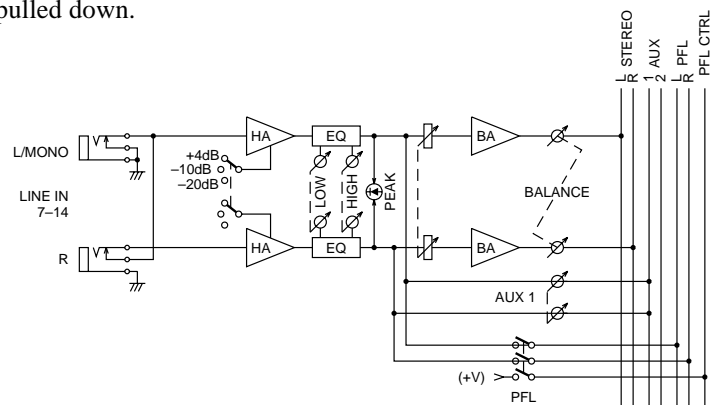 pulled down.
L STEREO
R
1 AUX
2
L PFL
R
PFL CTRL
L/MONO
LINE IN
7–14
R
+4dB
–10dB
–20dB
HA
EQ
LOW
HIGH
PEAK
BA
BALANCE
HA
EQ
BA
AUX 1
(+V)
PFL